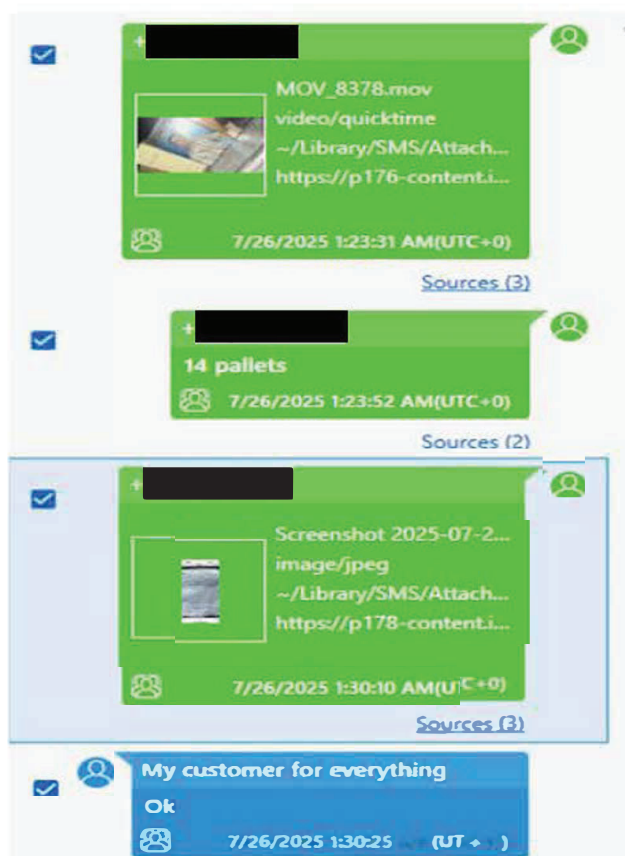 +
MOV_8378.mov
video/quicktime
~/Library/SMS/Attach...
https://p176-content.i...
7/26/2025 1:23:31 AM(UTC+0)
Sources (3)
+
14 pallets
7/26/2025 1:23:52 AM(UTC+0)
Sources (2)
+
Screenshot 2025-07-2...
image/jpeg
~/Library/SMS/Attach...
https://p178-content.i...
7/26/2025 1:30:10 AM(UTC+0)
Sources (3)
My customer for everything
Ok
7/26/2025 1:30:25 (UT + )